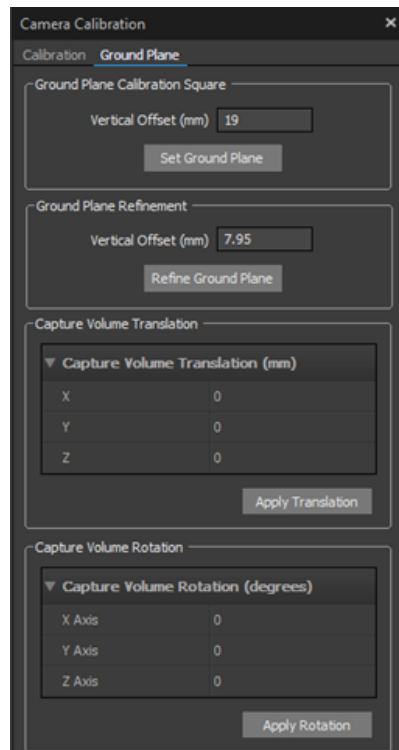 Camera Calibration ×
Calibration Ground Plane
Ground Plane Calibration Square
Vertical Offset (mm) 19
Set Ground Plane
Ground Plane Refinement
Vertical Offset (mm) 7.95
Refine Ground Plane
Capture Volume Translation
Capture Volume Translation (mm)
X 0
Y 0
Z 0
Apply Translation
Capture Volume Rotation
Capture Volume Rotation (degrees)
X Axis 0
Y Axis 0
Z Axis 0
Apply Rotation